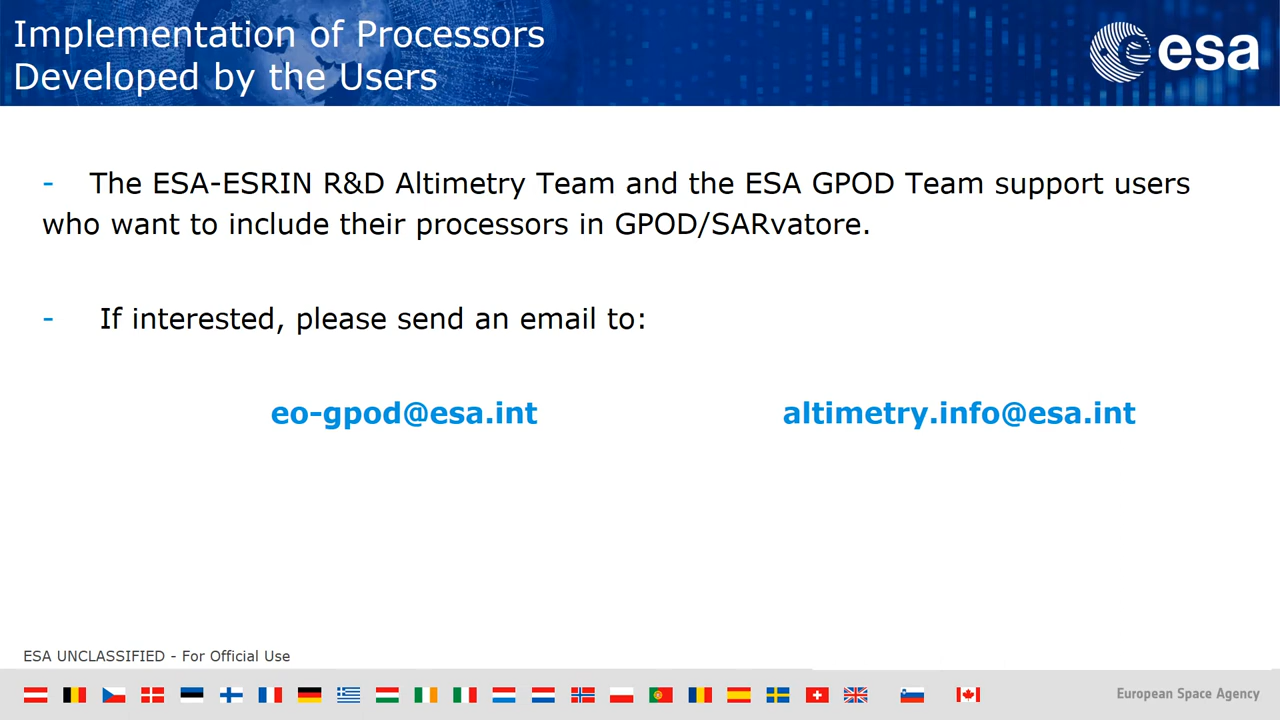 Implementation of Processors
Developed by the Users
esa
- The ESA-ESRIN R&D Altimetry Team and the ESA GPOD Team support users
who want to include their processors in GPOD/SARvatore.
- If interested, please send an email to:
eo-gpod@esa.int altimetry.info@esa.int
ESA UNCLASSIFIED - For Official Use
European Space Agency